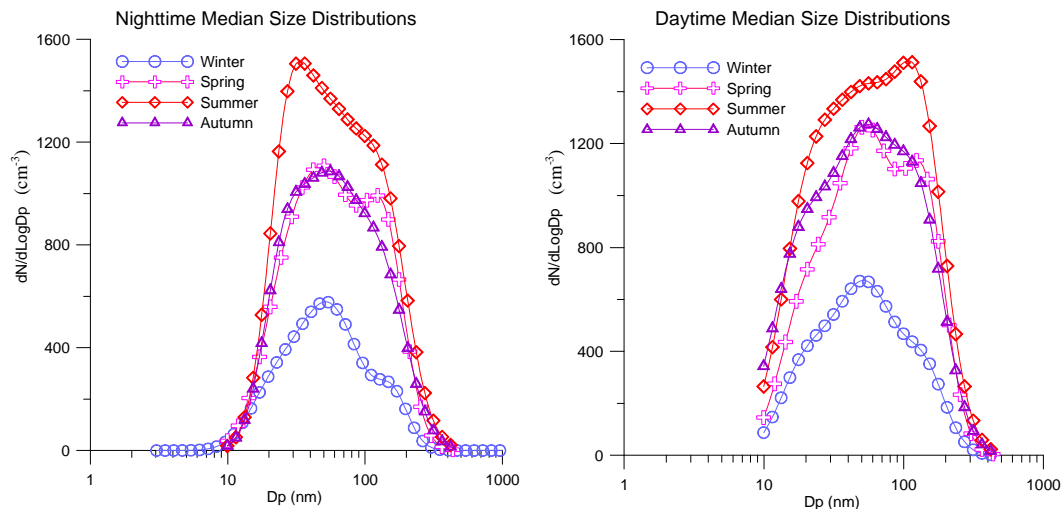 Nighttime Median Size Distributions
1600
1200
800
400
0
dN/dLogDp (cm-3)
Winter
Spring
Summer
Autumn
1
10
100
1000
Dp (nm)
Daytime Median Size Distributions
1600
1200
800
400
0
dN/dLogDp (cm-3)
Winter
Spring
Summer
Autumn
1
10
100
1000
Dp (nm)